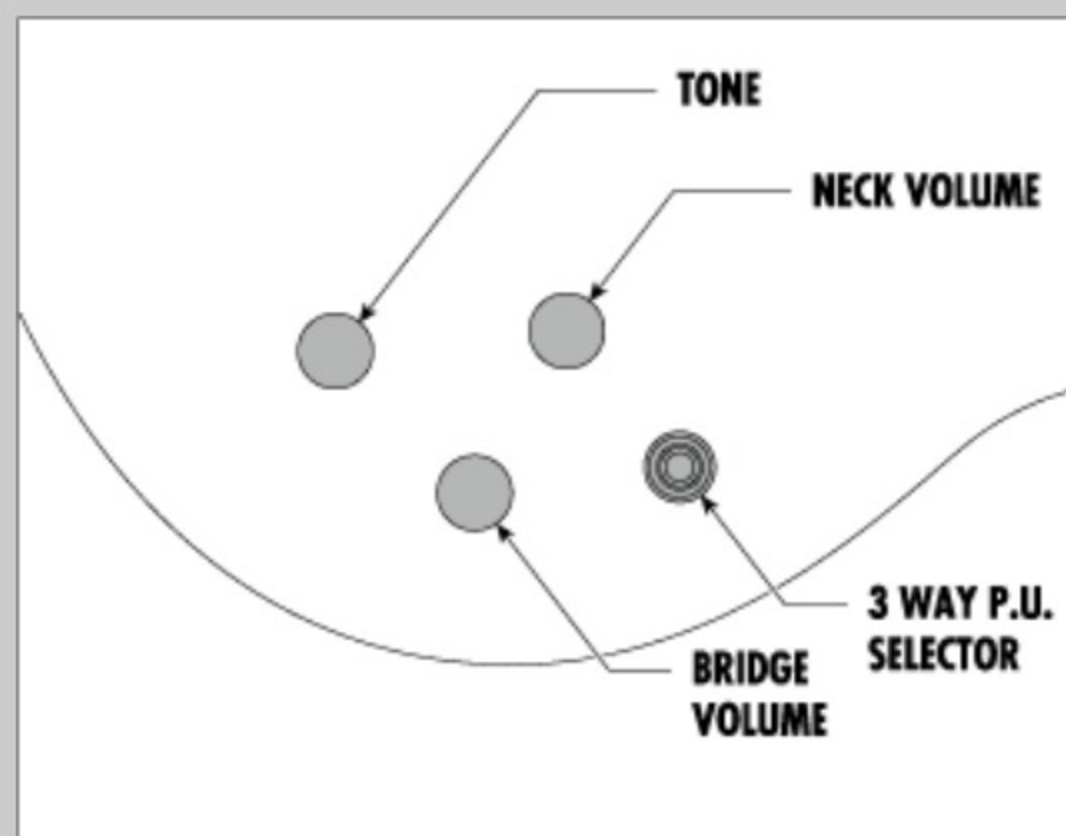 TONE
NECK VOLUME
3 WAY P.U.
SELECTOR
BRIDGE
VOLUME